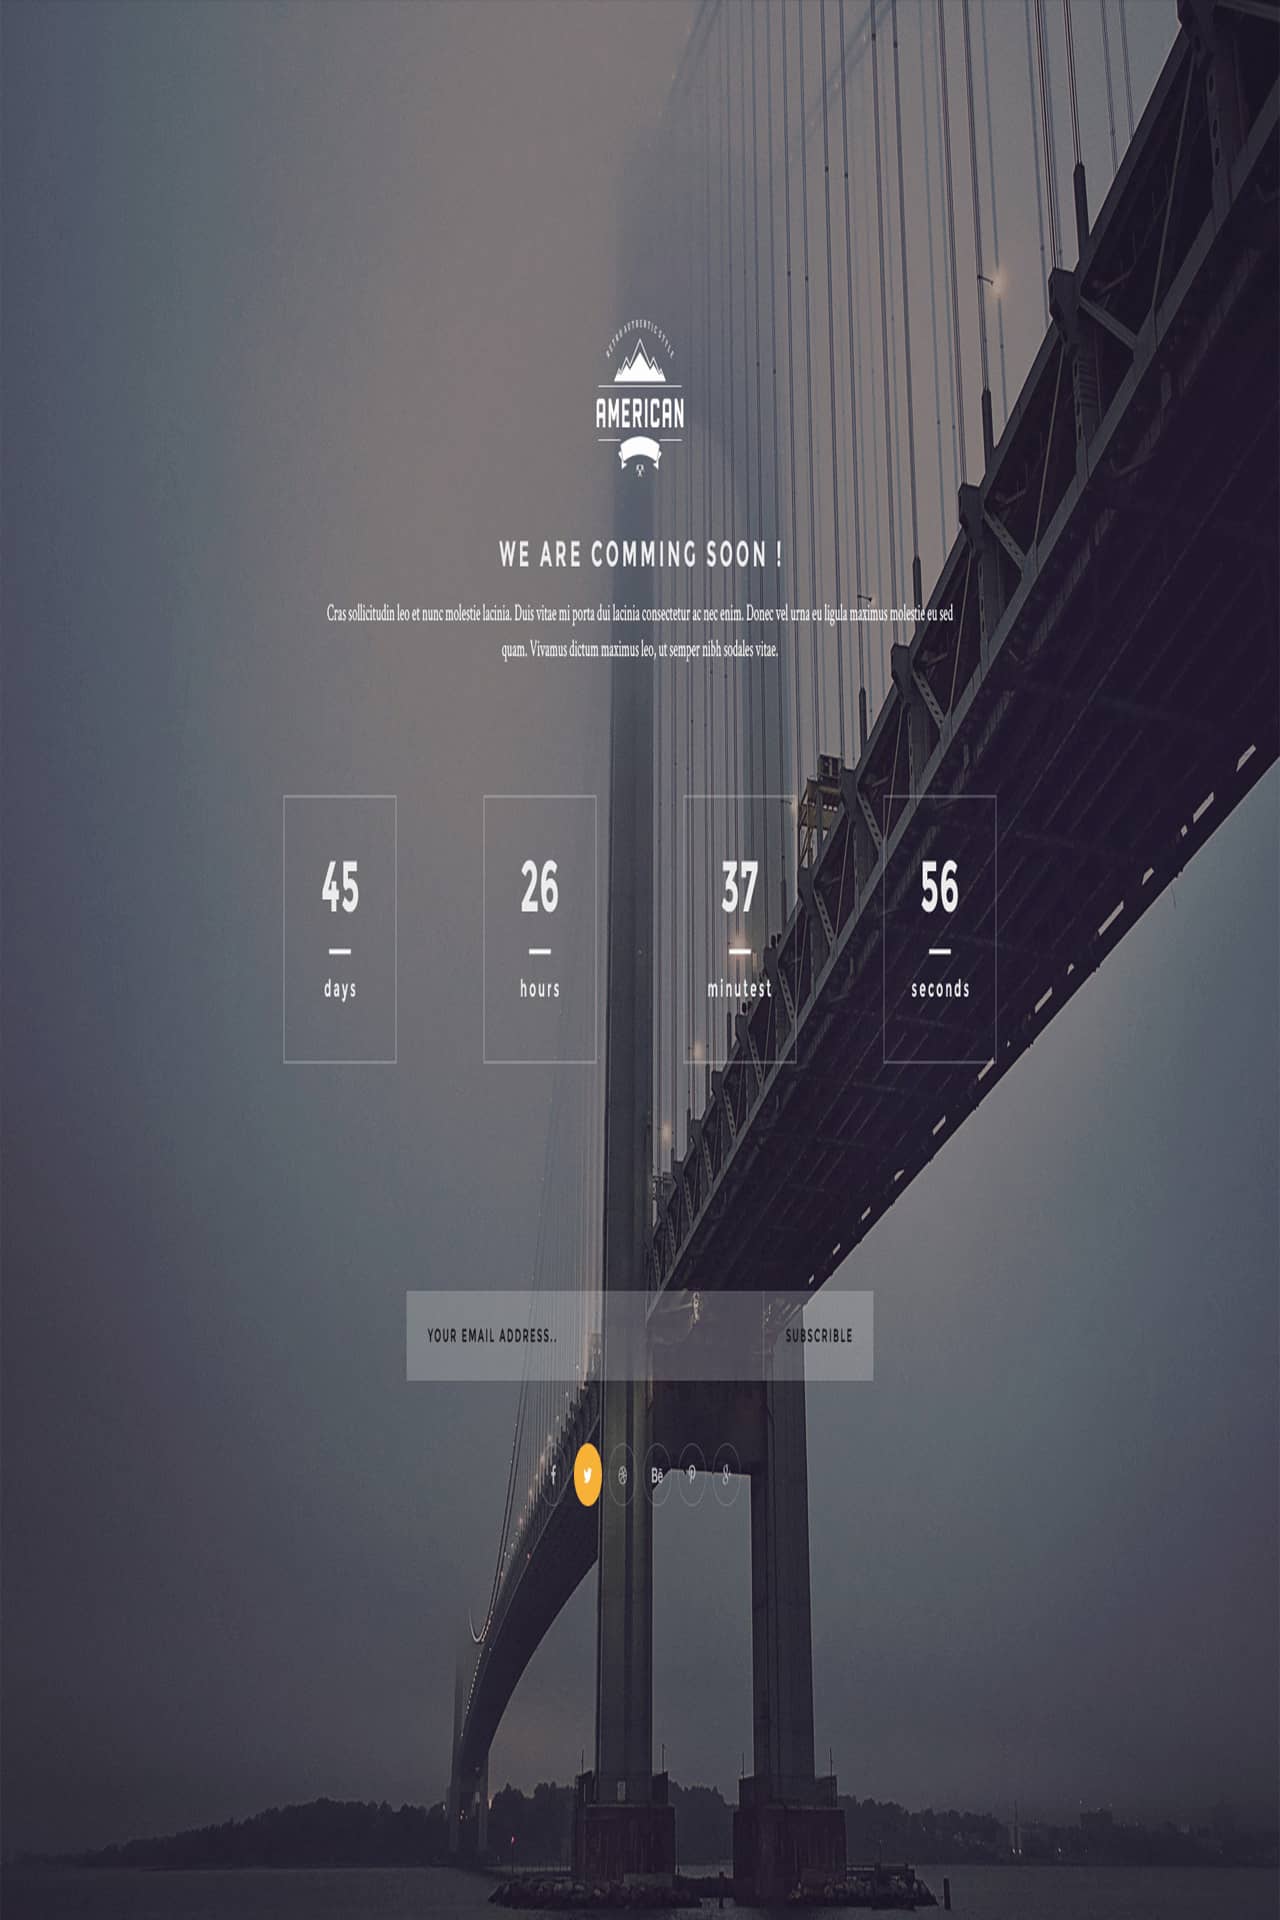 RETRO AUTHENTIC STYLE
AMERICAN
WE ARE COMMING SOON !
Cras sollicitudin leo et nunc molestie lacinia. Duis vitae mi porta dui lacinia consectetur ac nec enim. Donec vel urna eu ligula maximus molestie eu sed
quam. Vivamus dictum maximus leo, ut semper nibh sodales vitae.
45 26 37 56
days hours minutest seconds
YOUR EMAIL ADDRESS.. SUBSCRIBLE